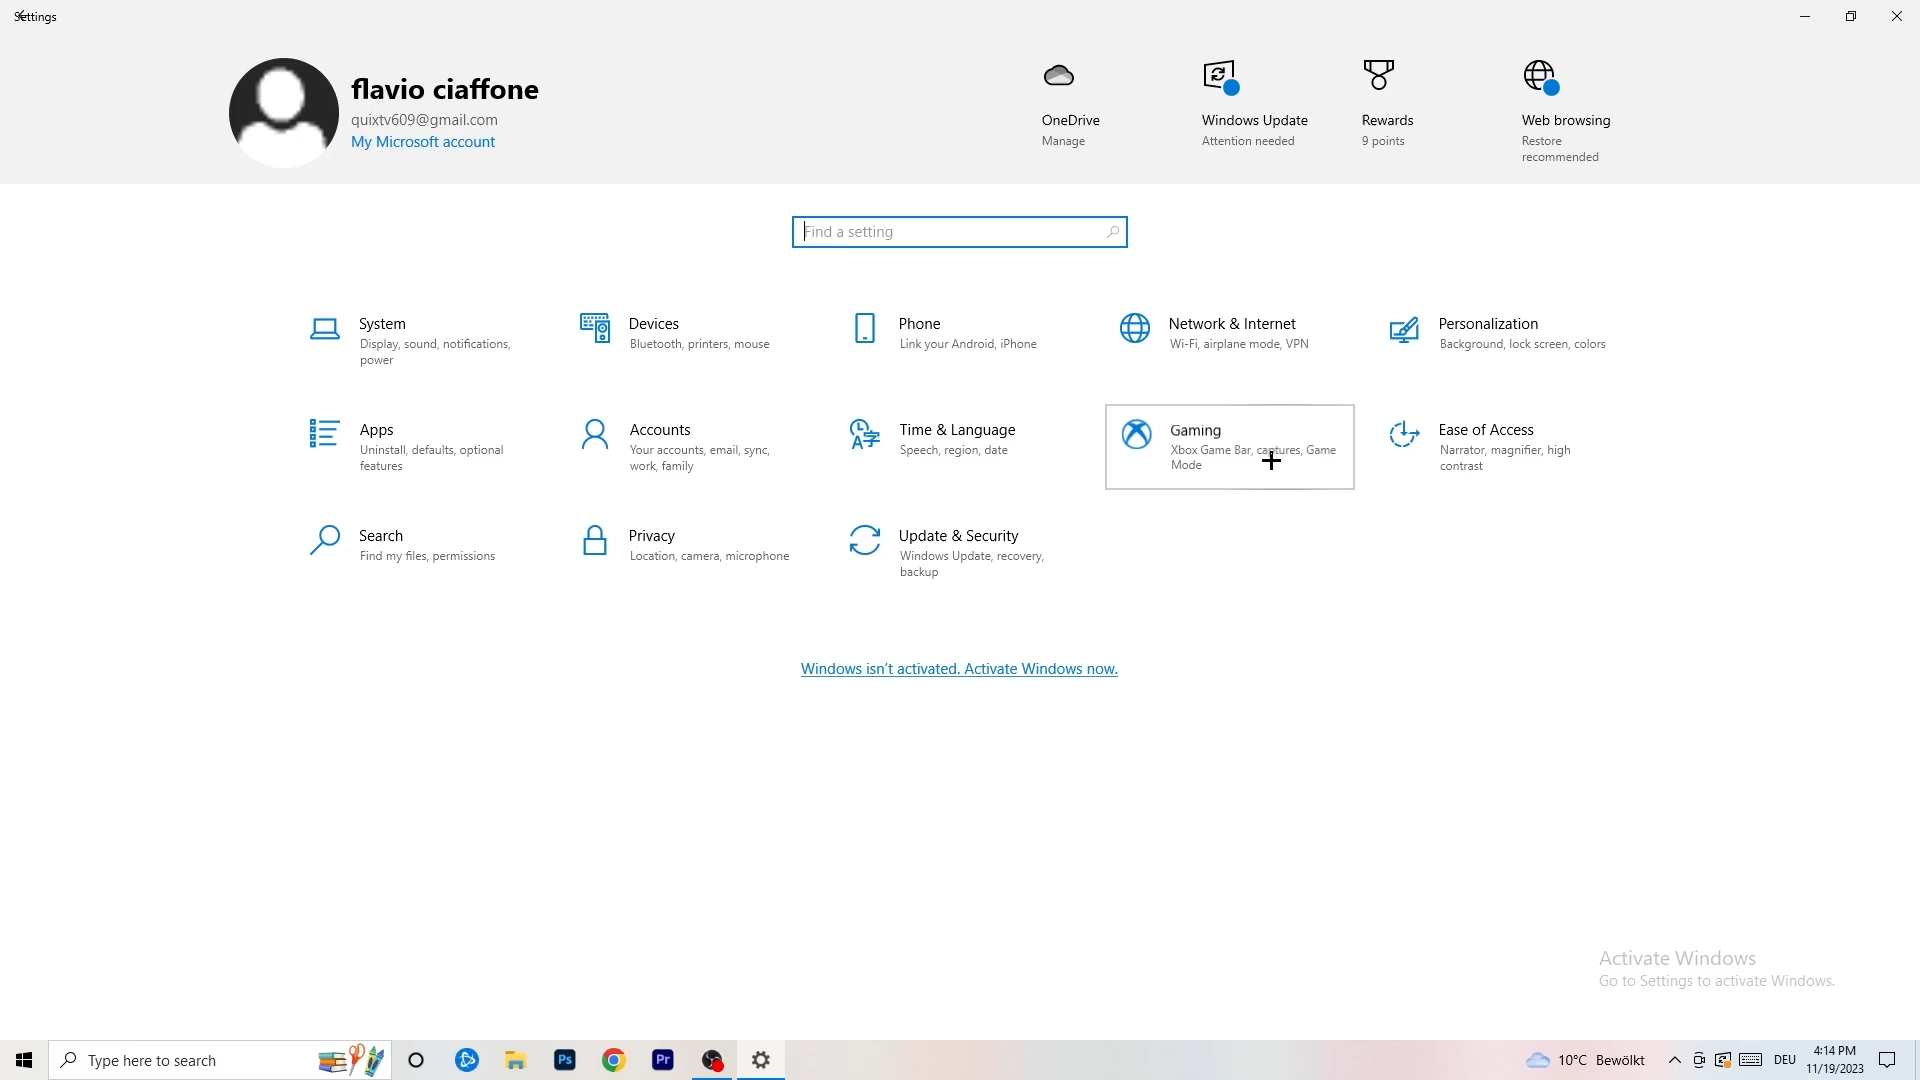 Settings
flavio ciaffone
quixtv609@gmail.com
My Microsoft account
OneDrive
Manage
Windows Update
Attention needed
Rewards
9 points
Web browsing
Restore
recommended
Find a setting
System
Display, sound, notifications,
power
Devices
Bluetooth, printers, mouse
Phone
Link your Android, iPhone
Network & Internet
Wi-Fi, airplane mode, VPN
Personalization
Background, lock screen, colors
Apps
Uninstall, defaults, optional
features
Accounts
Your accounts, email, sync,
work, family
Time & Language
Speech, region, date
Gaming
Xbox Game Bar, captures, Game
Mode
Ease of Access
Narrator, magnifier, high
contrast
Search
Find my files, permissions
Privacy
Location, camera, microphone
Update & Security
Windows Update, recovery,
backup
Windows isn't activated. Activate Windows now.
Activate Windows
Go to Settings to activate Windows.
Type here to search
Ps
Pr
10°C Bewölkt
DEU
4:14 PM
11/19/2023